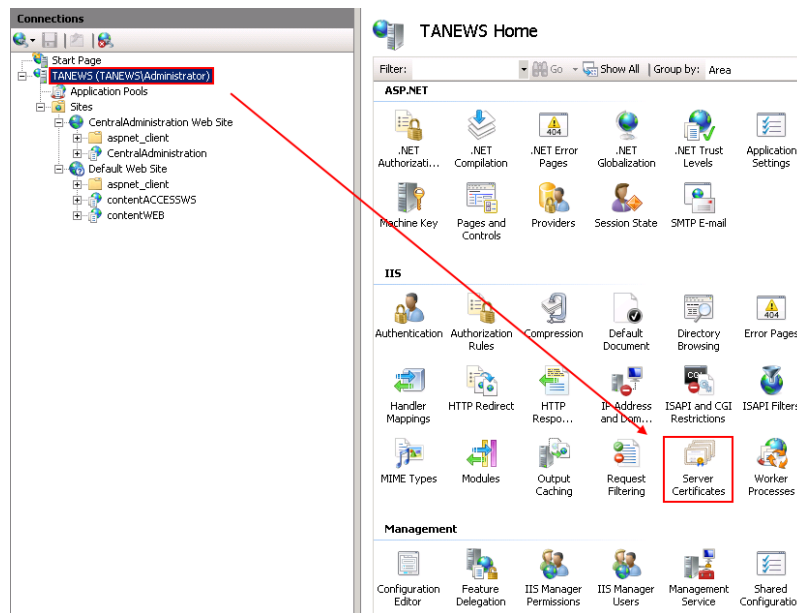 Connections
Start Page
TANEWS (TANEWS\Administrator)
Application Pools
Sites
CentralAdministration Web Site
aspnet_client
CentralAdministration
Default Web Site
aspnet_client
contentACCESSWS
contentWEB
TANEWS Home
Filter: Go Show All Group by: Area
ASP.NET
.NET Authorizati...
.NET Compilation
.NET Error Pages
.NET Globalization
.NET Trust Levels
Application Settings
Machine Key
Pages and Controls
Providers
Session State
SMTP E-mail
IIS
Authentication
Authorization Rules
Compression
Default Document
Directory Browsing
Error Pages
Handler Mappings
HTTP Redirect
HTTP Respo...
IP Address and Dom...
ISAPI and CGI Restrictions
ISAPI Filters
MIME Types
Modules
Output Caching
Request Filtering
Server Certificates
Worker Processes
Management
Configuration Editor
Feature Delegation
IIS Manager Permissions
IIS Manager Users
Management Service
Shared Configuratio
404
404
CGI